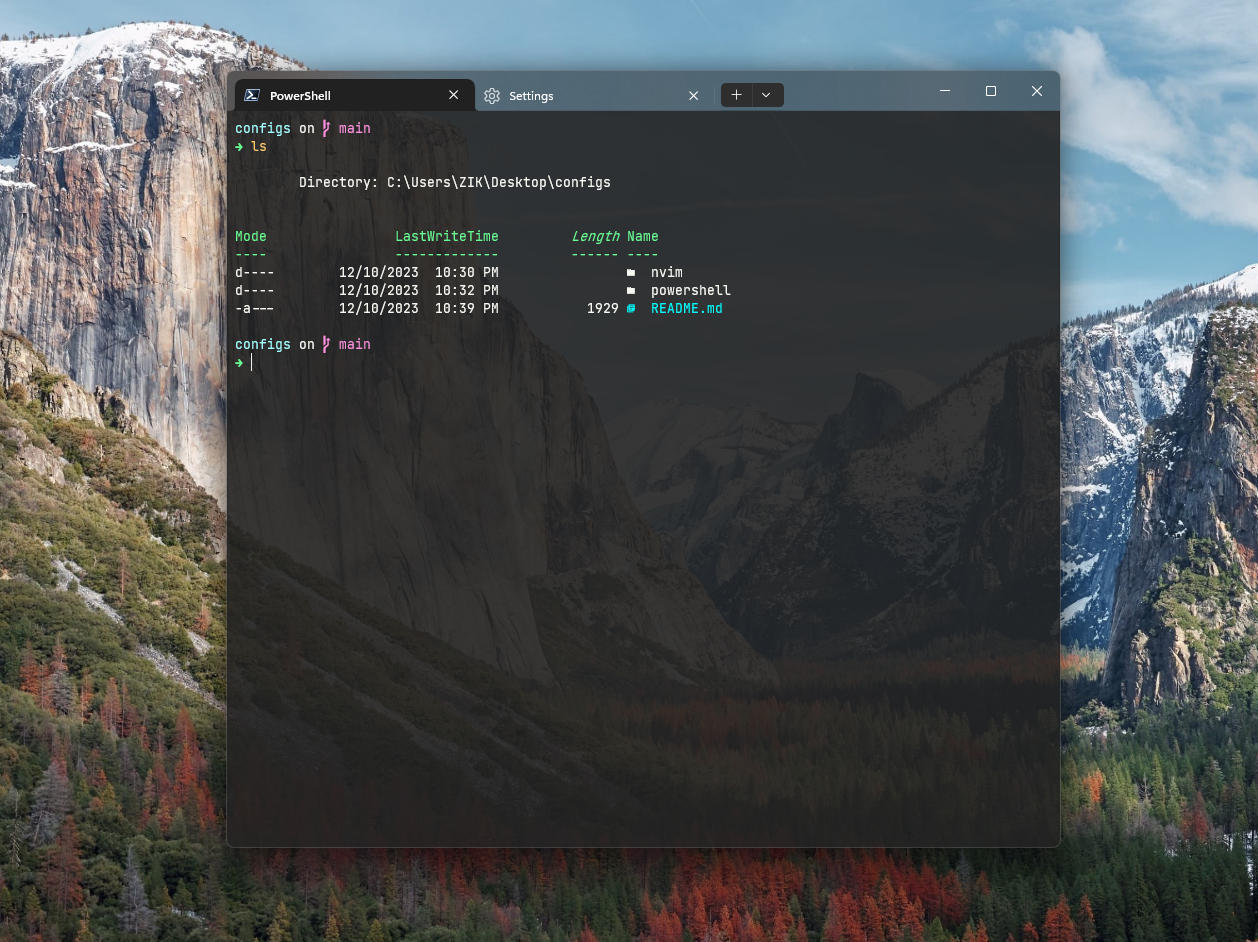 PowerShell
Settings
configs on main
→ ls
Directory: C:\Users\ZIK\Desktop\configs
Mode LastWriteTime Length Name
---- ------------- ------ ----
d---- 12/10/2023 10:30 PM nvim
d---- 12/10/2023 10:32 PM powershell
-a--- 12/10/2023 10:39 PM 1929 README.md
configs on main
→